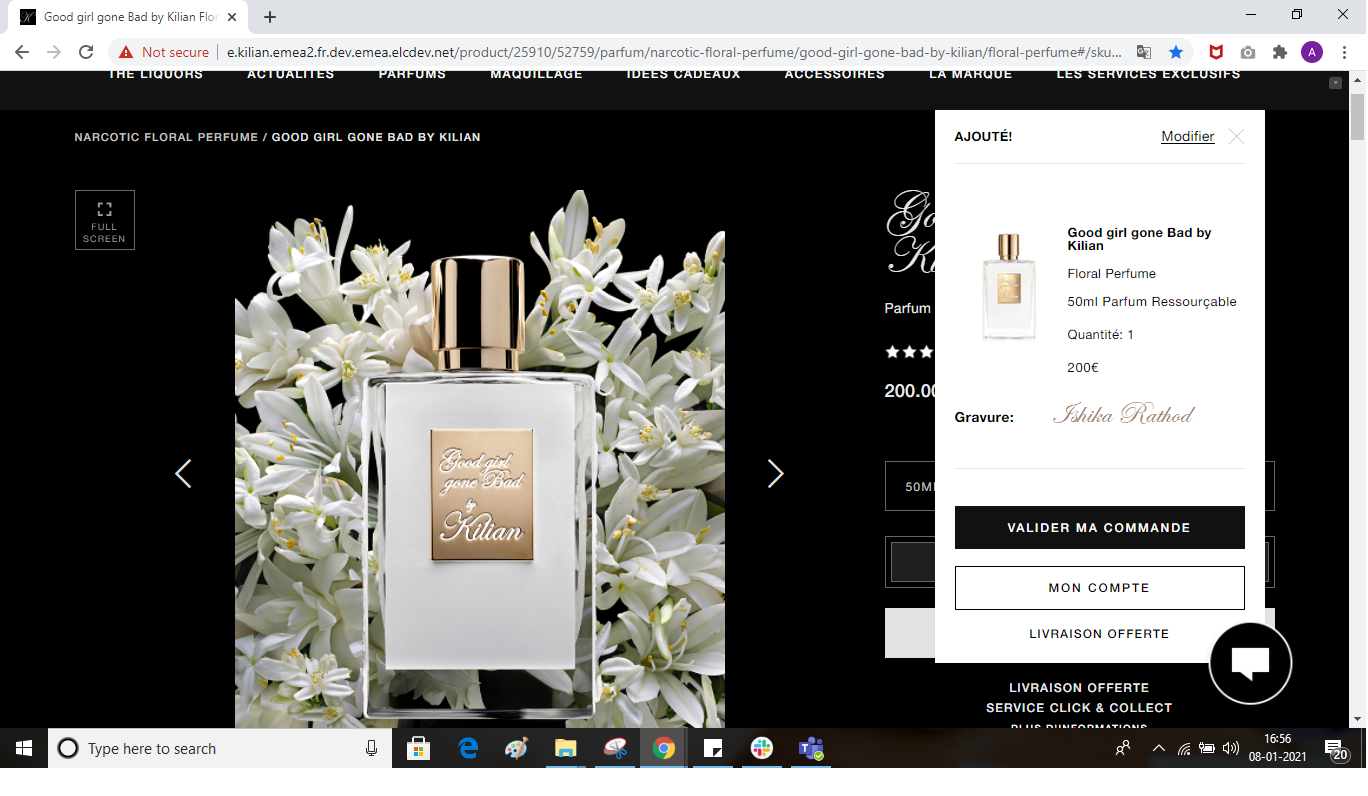 Good girl gone Bad by Kilian Flor
Not secure
e.kilian.emea2.fr.dev.emea.elcdev.net/product/25910/52759/parfum/narcotic-floral-perfume/good-girl-gone-bad-by-kilian/floral-perfume#/sku...
A
THE LIQUORS ACTUALITÉS PARFUMS MAQUILLAGE IDÉES CADEAUX ACCESSOIRES LA MARQUE LES SERVICES EXCLUSIFS
NARCOTIC FLORAL PERFUME / GOOD GIRL GONE BAD BY KILIAN
FULL
SCREEN
Good girl
gone Bad
by
Kilian
Go
Ki
Parfum
200.00
50ML
AJOUTÉ!
Modifier
Good girl gone Bad by
Kilian
Floral Perfume
50ml Parfum Ressourçable
Quantité: 1
200€
Gravure:
Ishika Rathod
VALIDER MA COMMANDE
MON COMPTE
LIVRAISON OFFERTE
LIVRAISON OFFERTE
SERVICE CLICK & COLLECT
PLUS D'INFORMATIONS
Type here to search
16:56
08-01-2021
20